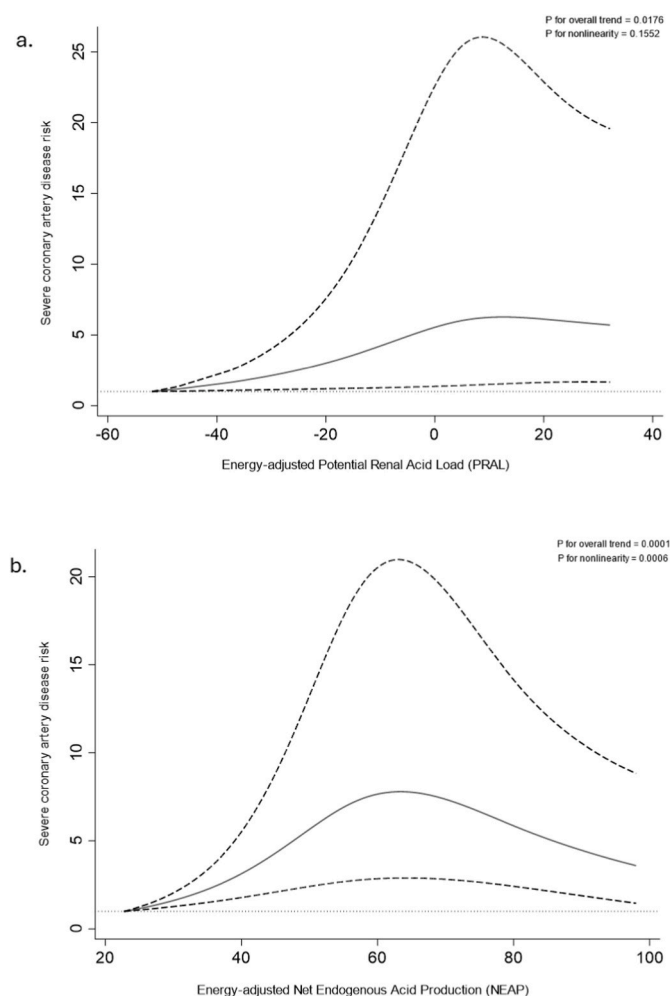 a.
P for overall trend = 0.0176
P for nonlinearity = 0.1552
Severe coronary artery disease risk
25
20
15
10
5
0
-60 -40 -20 0 20 40
Energy-adjusted Potential Renal Acid Load (PRAL)
b.
P for overall trend = 0.0001
P for nonlinearity = 0.0006
Severe coronary artery disease risk
20
15
10
5
0
20 40 60 80 100
Energy-adjusted Net Endogenous Acid Production (NEAP)